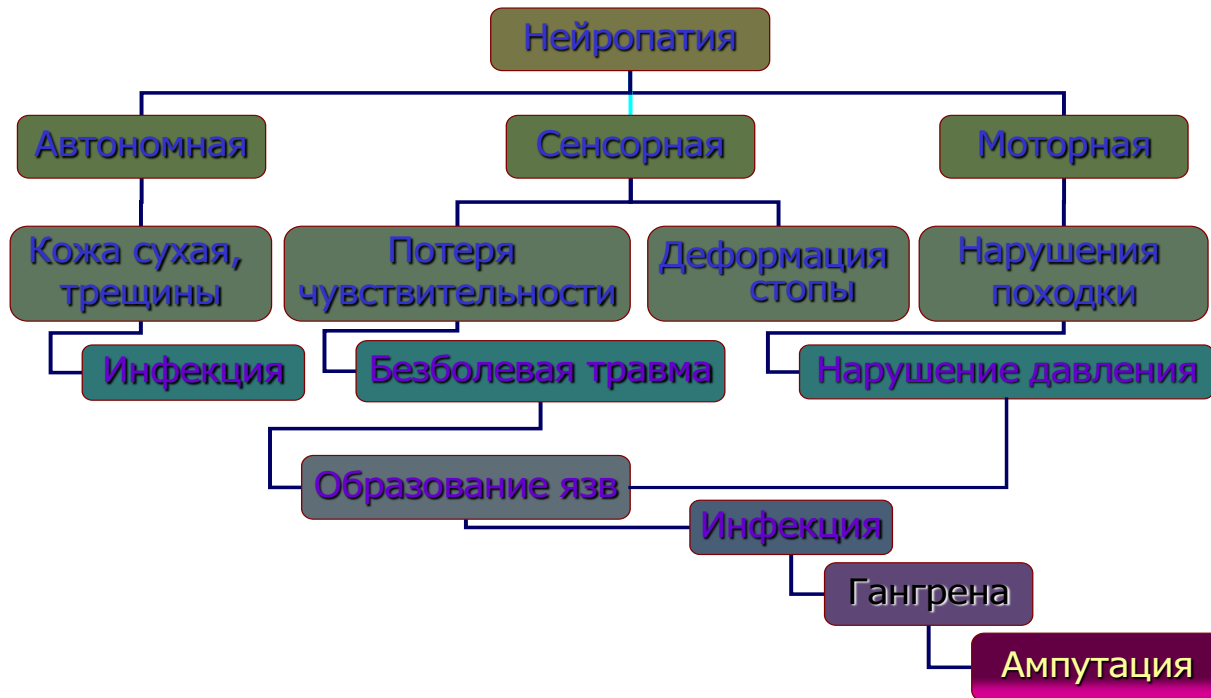 Нейропатия
Автономная
Сенсорная
Моторная
Кожа сухая,
трещины
Потеря
чувствительности
Деформация
стопы
Нарушения
походки
Инфекция
Безболевая травма
Нарушение давления
Образование язв
Инфекция
Гангрена
Ампутация